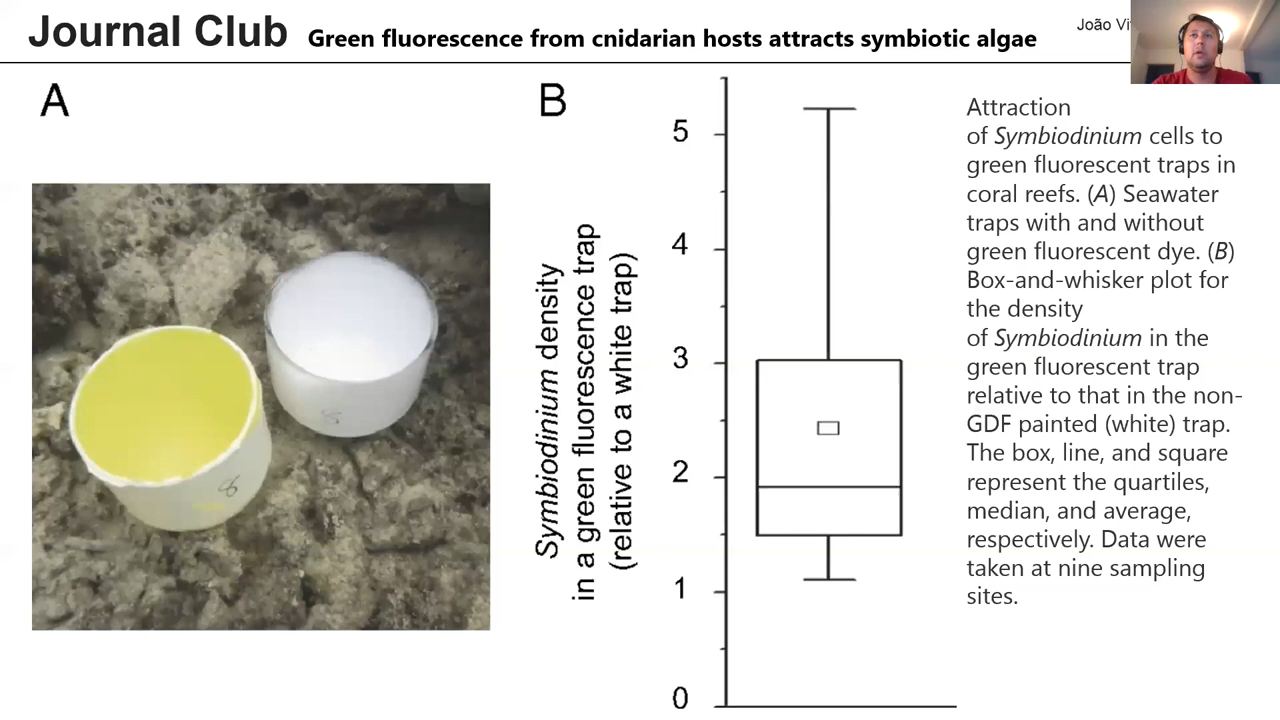 Journal Club
Green fluorescence from cnidarian hosts attracts symbiotic algae
João
A
B
Symbiodinium density
in a green fluorescence trap
(relative to a white trap)
5
4
3
2
1
0
Attraction
of Symbiodinium cells to
green fluorescent traps in
coral reefs. (A) Seawater
traps with and without
green fluorescent dye. (B)
Box-and-whisker plot for
the density
of Symbiodinium in the
green fluorescent trap
relative to that in the non-
GDF painted (white) trap.
The box, line, and square
represent the quartiles,
median, and average,
respectively. Data were
taken at nine sampling
sites.
8